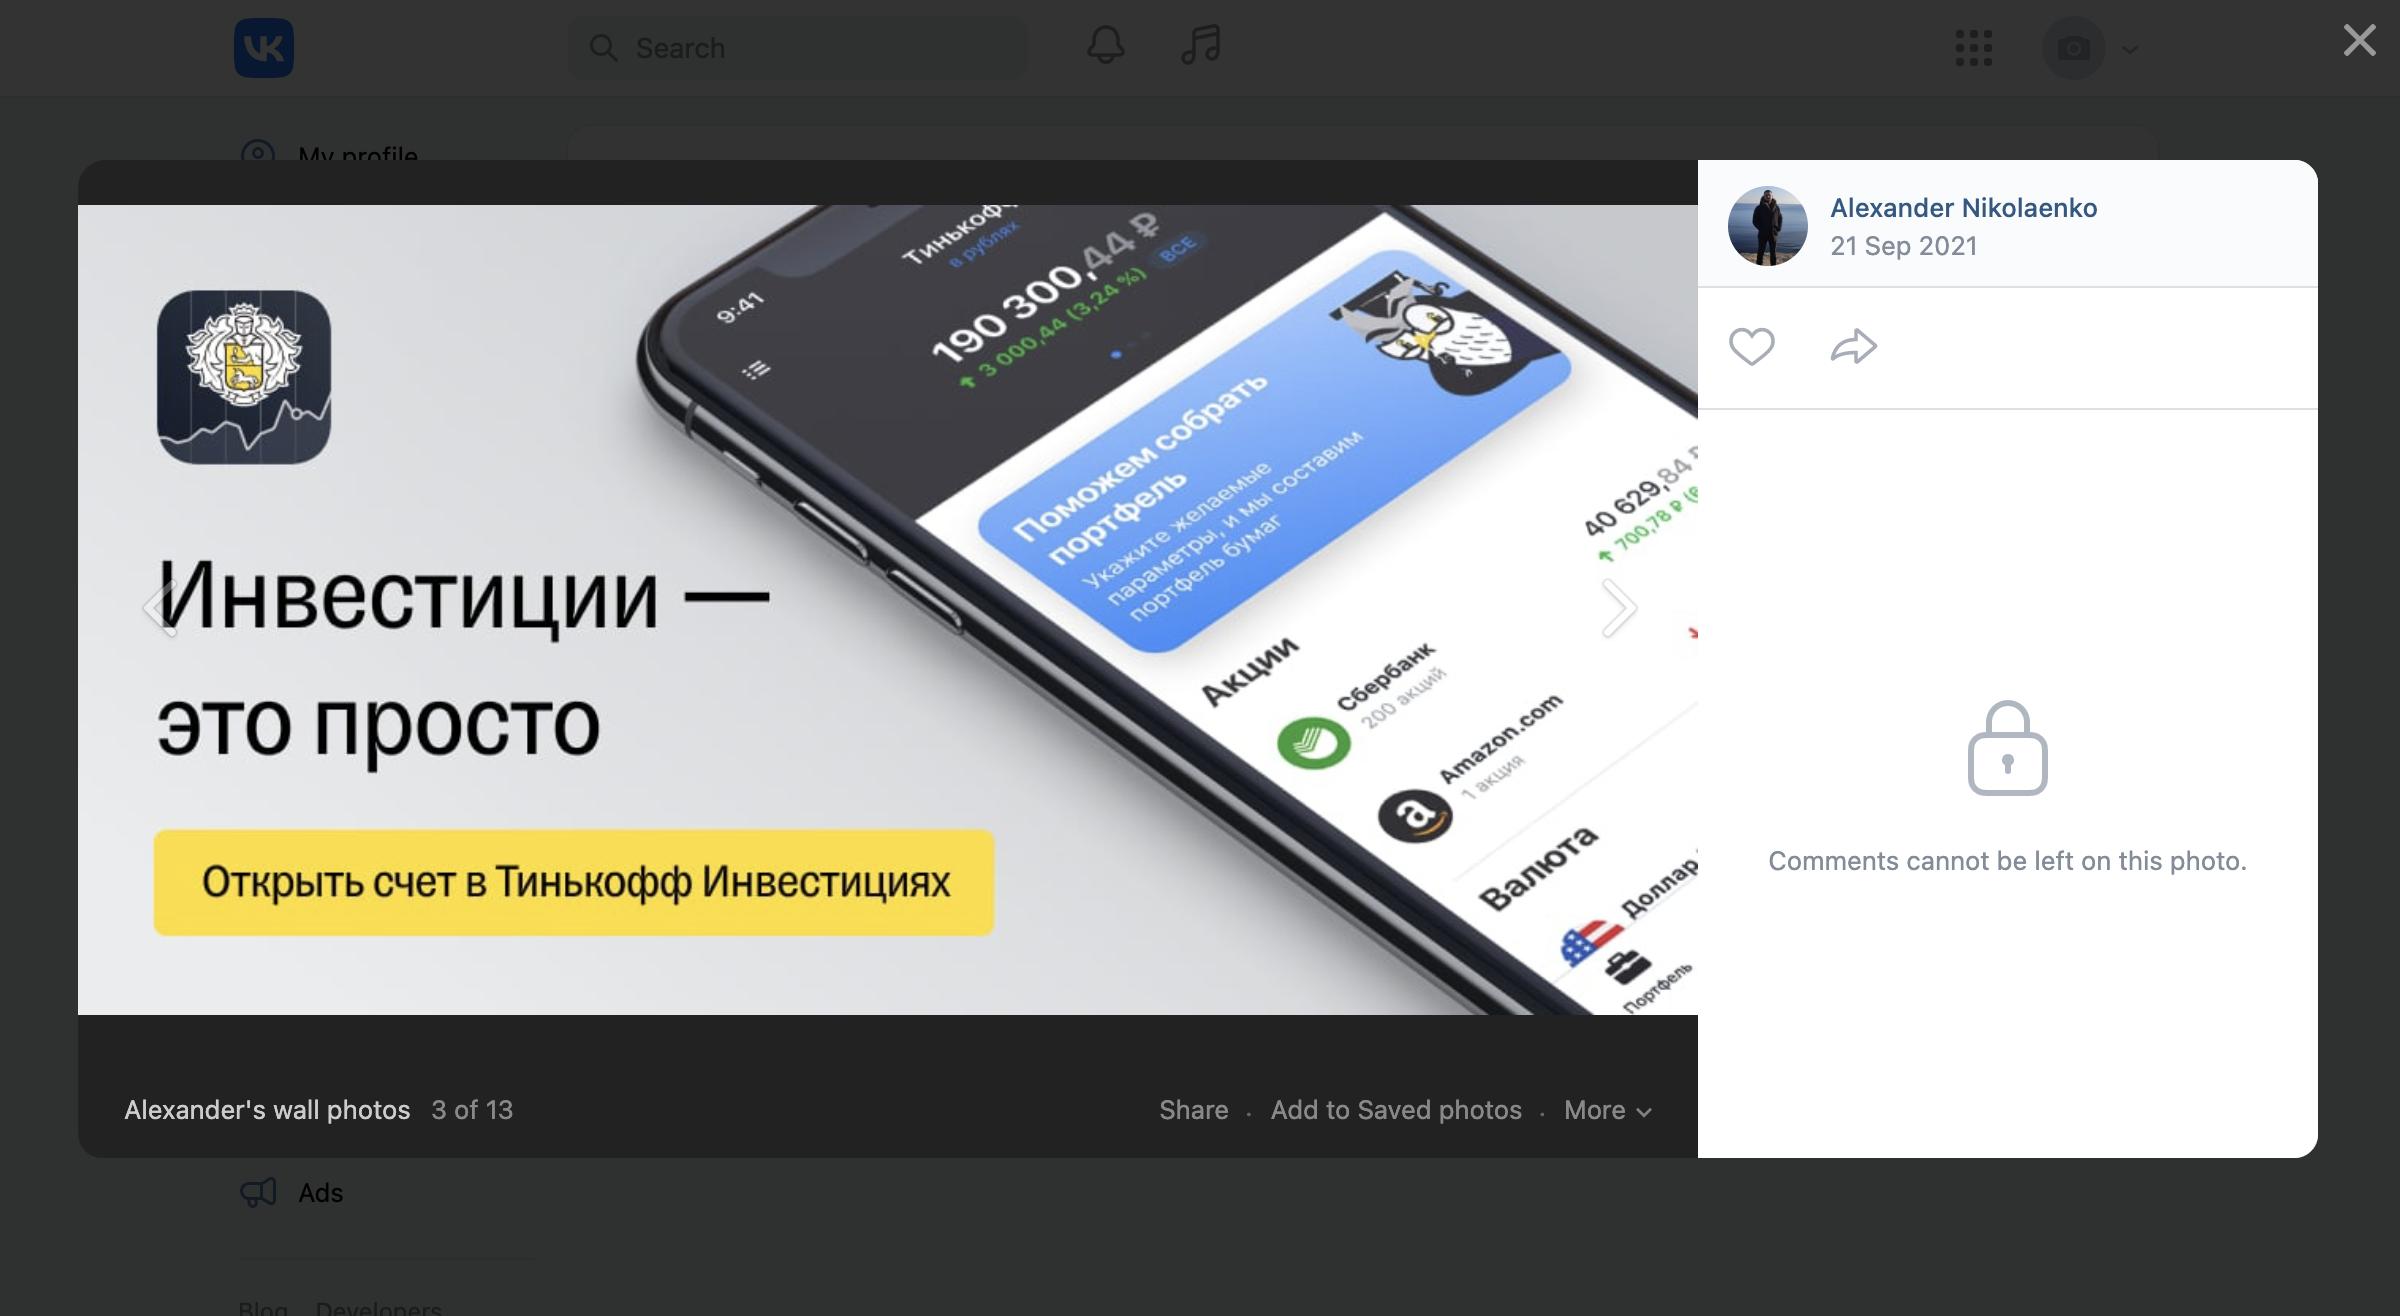 Search
My profile
Alexander Nikolaenko
21 Sep 2021
Тинькофф
в рублях
9:41
190 300,44 ₽
3 000,44 (3,24 %)
ВСЕ
Поможем собрать
портфель
Укажите желаемые
параметры, и мы составим
портфель бумаг
40 629,84 ₽
700,78 ₽ (6
Акции
Сбербанк
200 акций
Amazon.com
1 акция
Валюта
Доллар
Портфель
Инвестиции —
это просто
Открыть счет в Тинькофф Инвестициях
Comments cannot be left on this photo.
Alexander's wall photos 3 of 13
Share . Add to Saved photos . More
Ads
Blog Developers